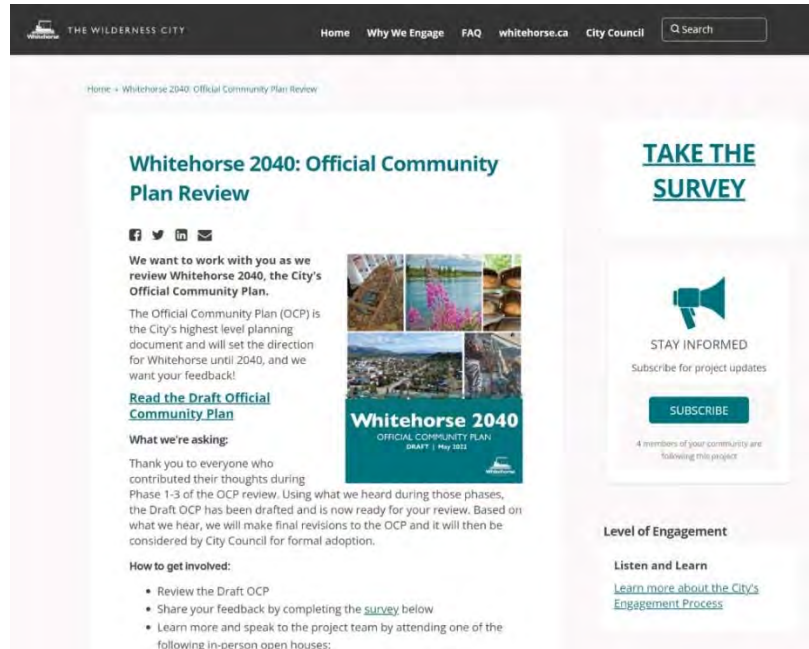 Whitehorse
THE WILDERNESS CITY
Home Why We Engage FAQ whitehorse.ca City Council Search
Home » Whitehorse 2040: Official Community Plan Review
Whitehorse 2040: Official Community
Plan Review
We want to work with you as we
review Whitehorse 2040, the City's
Official Community Plan.
The Official Community Plan (OCP) is
the City's highest level planning
document and will set the direction
for Whitehorse until 2040, and we
want your feedback!
Read the Draft Official
Community Plan
What we're asking:
Thank you to everyone who
contributed their thoughts during
Phase 1-3 of the OCP review. Using what we heard during those phases,
the Draft OCP has been drafted and is now ready for your review. Based on
what we hear, we will make final revisions to the OCP and it will then be
considered by City Council for formal adoption.
How to get involved:
• Review the Draft OCP
• Share your feedback by completing the survey below
• Learn more and speak to the project team by attending one of the
following in-person open houses:
Whitehorse 2040
OFFICIAL COMMUNITY PLAN
DRAFT | May 2022
Whitehorse
TAKE THE
SURVEY
STAY INFORMED
Subscribe for project updates
SUBSCRIBE
4 members of your community are
following this project
Level of Engagement
Listen and Learn
Learn more about the City's
Engagement Process